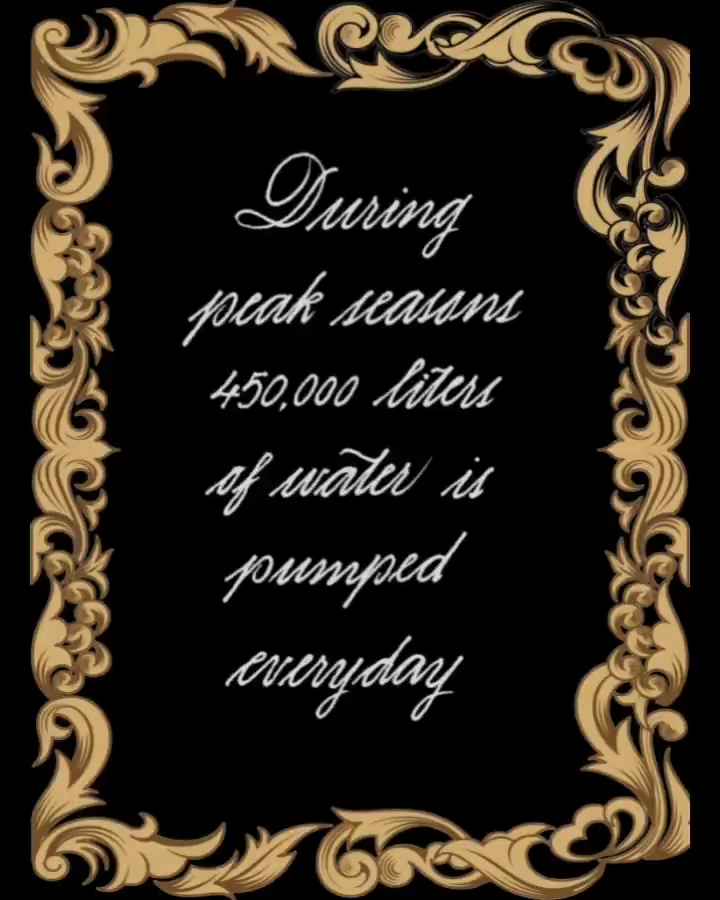 During
peak seasons
450,000 liters
of water is
pumped
everyday